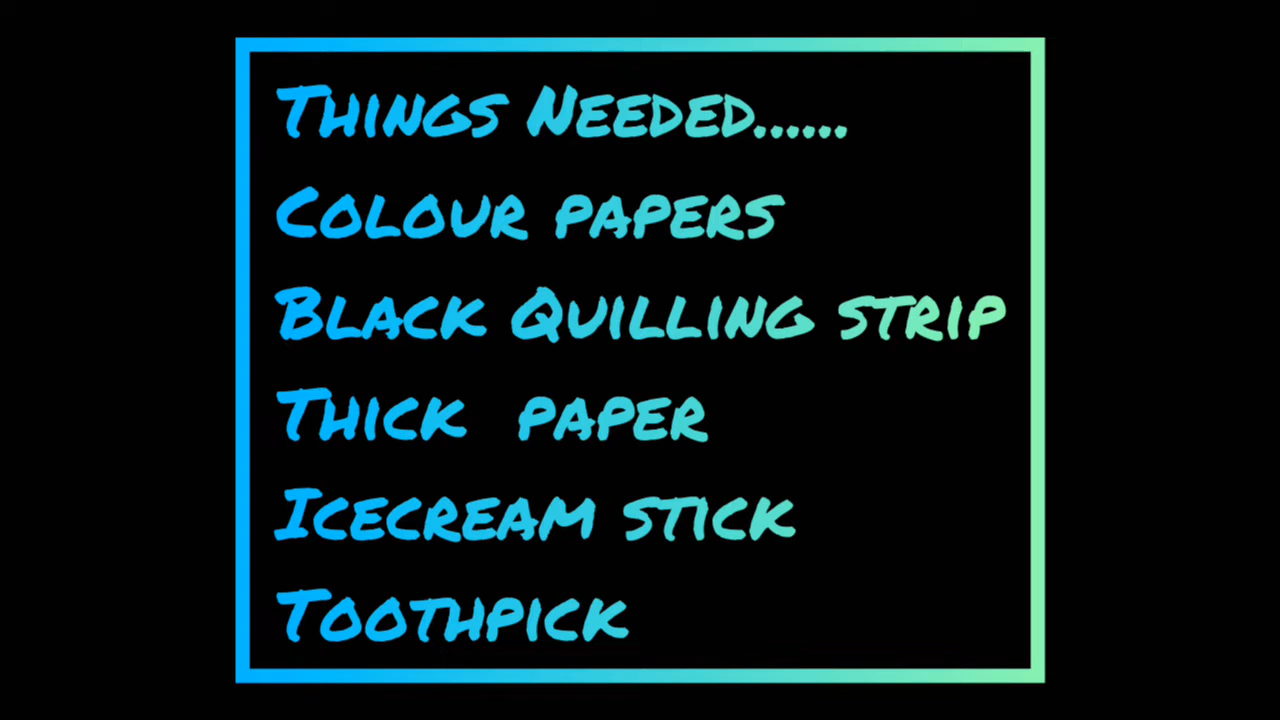 Things Needed......
Colour papers
Black Quilling strip
Thick paper
Icecream stick
Toothpick